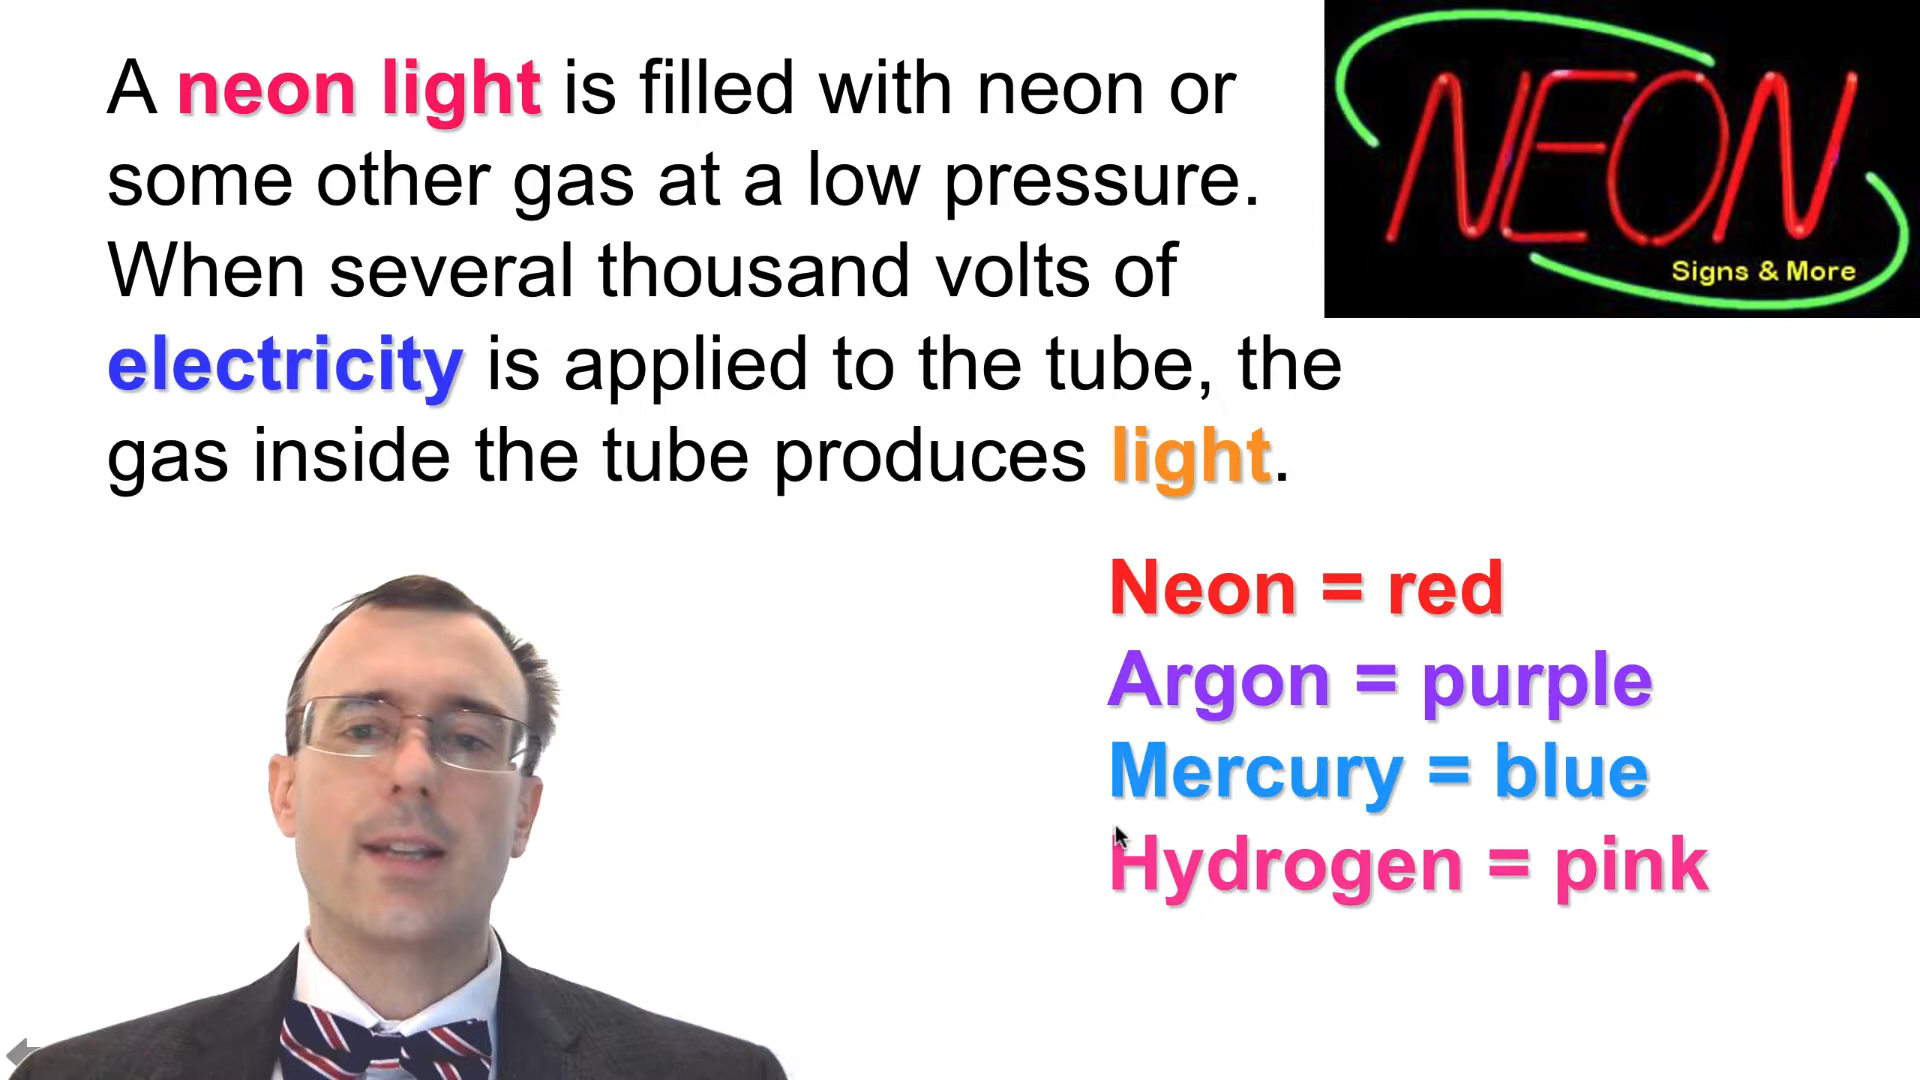 A neon light is filled with neon or
some other gas at a low pressure.
When several thousand volts of
electricity is applied to the tube, the
gas inside the tube produces light.
NEON
Signs & More
Neon = red
Argon = purple
Mercury = blue
Hydrogen = pink